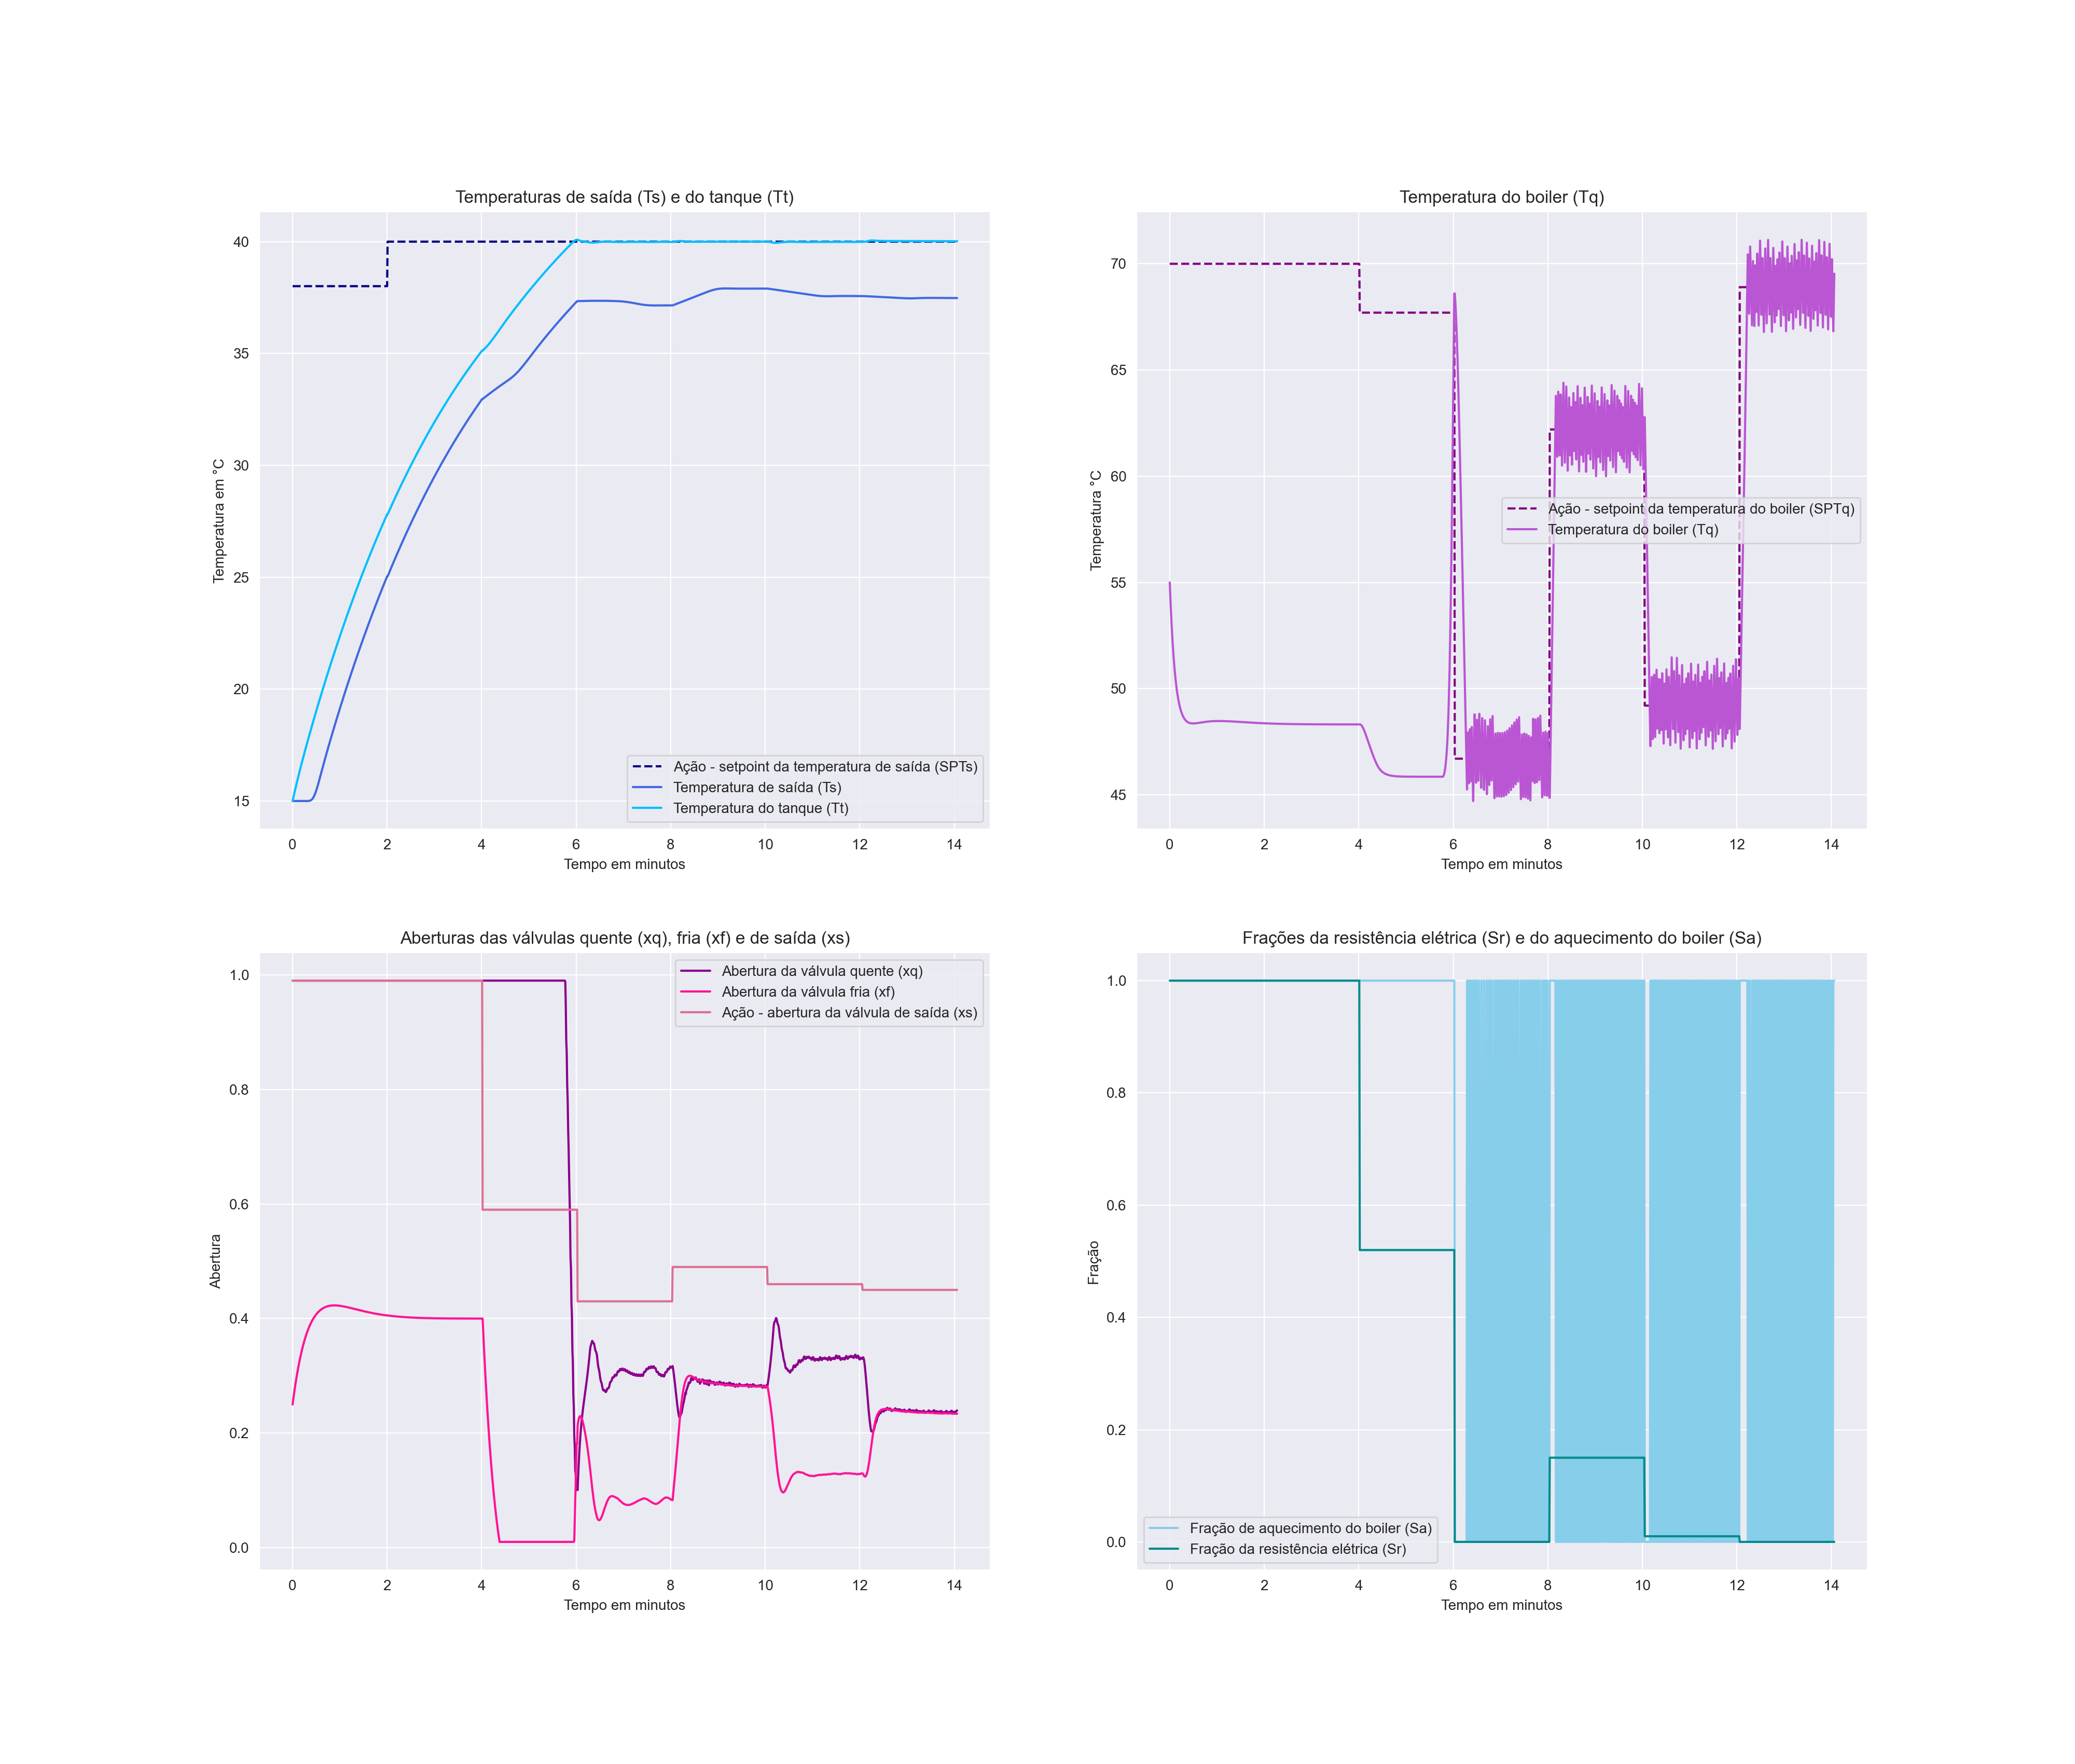 Temperaturas de saída (Ts) e do tanque (Tt)
Temperatura em °C
40
35
30
25
20
15
Ação - setpoint da temperatura de saída (SPTs)
Temperatura de saída (Ts)
Temperatura do tanque (Tt)
0 2 4 6 8 10 12 14
Tempo em minutos
Temperatura do boiler (Tq)
Temperatura °C
70
65
60
55
50
45
Ação - setpoint da temperatura do boiler (SPTq)
Temperatura do boiler (Tq)
0 2 4 6 8 10 12 14
Tempo em minutos
Aberturas das válvulas quente (xq), fria (xf) e de saída (xs)
Abertura
1.0
0.8
0.6
0.4
0.2
0.0
Abertura da válvula quente (xq)
Abertura da válvula fria (xf)
Ação - abertura da válvula de saída (xs)
0 2 4 6 8 10 12 14
Tempo em minutos
Frações da resistência elétrica (Sr) e do aquecimento do boiler (Sa)
Fração
1.0
0.8
0.6
0.4
0.2
0.0
Fração de aquecimento do boiler (Sa)
Fração da resistência elétrica (Sr)
0 2 4 6 8 10 12 14
Tempo em minutos